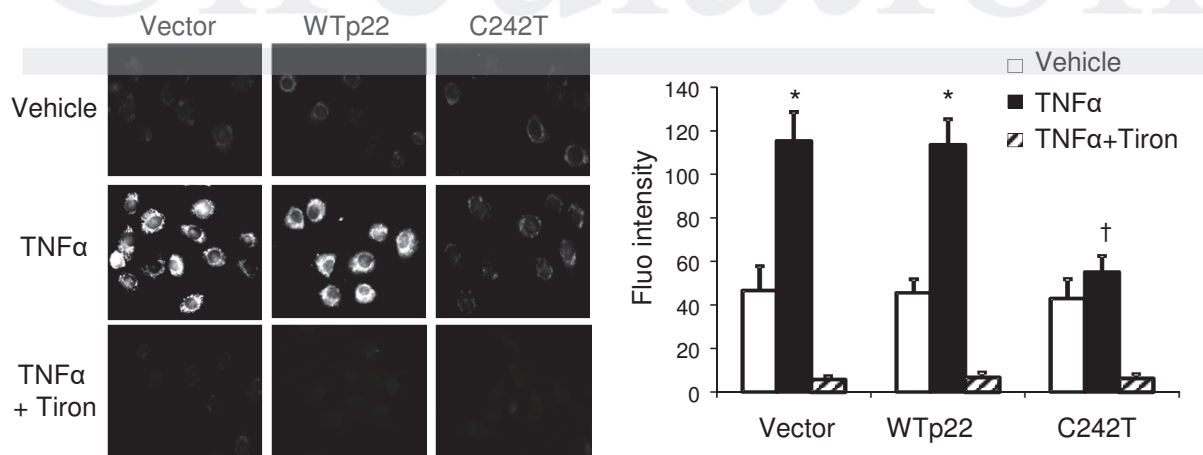 Circulation
Vector WTp22 C242T
Vehicle
TNFα
TNFα
+ Tiron
Vehicle
TNFα
TNFα+Tiron
Fluo intensity
140
120
100
80
60
40
20
0
* * †
Vector WTp22 C242T